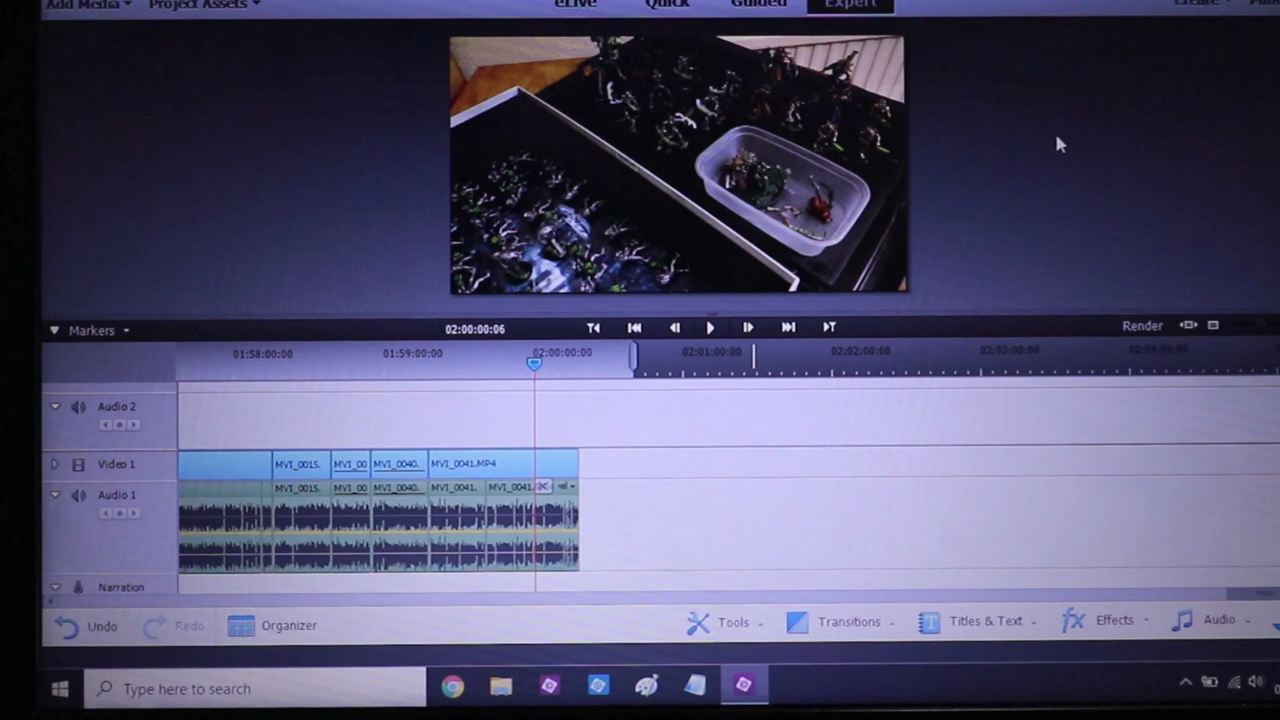 Add Media Project Assets eLive Quick Guided Expert Create
Markers 02:00:00:06 Render
01:58:00:00 01:59:00:00 02:00:00:00 02:01:00:00 02:02:00:00 02:03:00:00 02:04:00:00
Audio 2
Video 1 MVI_0015. MVI_00 MVI_0040. MVI_0041.MP4
Audio 1 MVI_0015. MVI_00 MVI_0040. MVI_0041. MVI_0041.
Narration
Undo Redo Organizer Tools Transitions Titles & Text Effects Audio
Type here to search